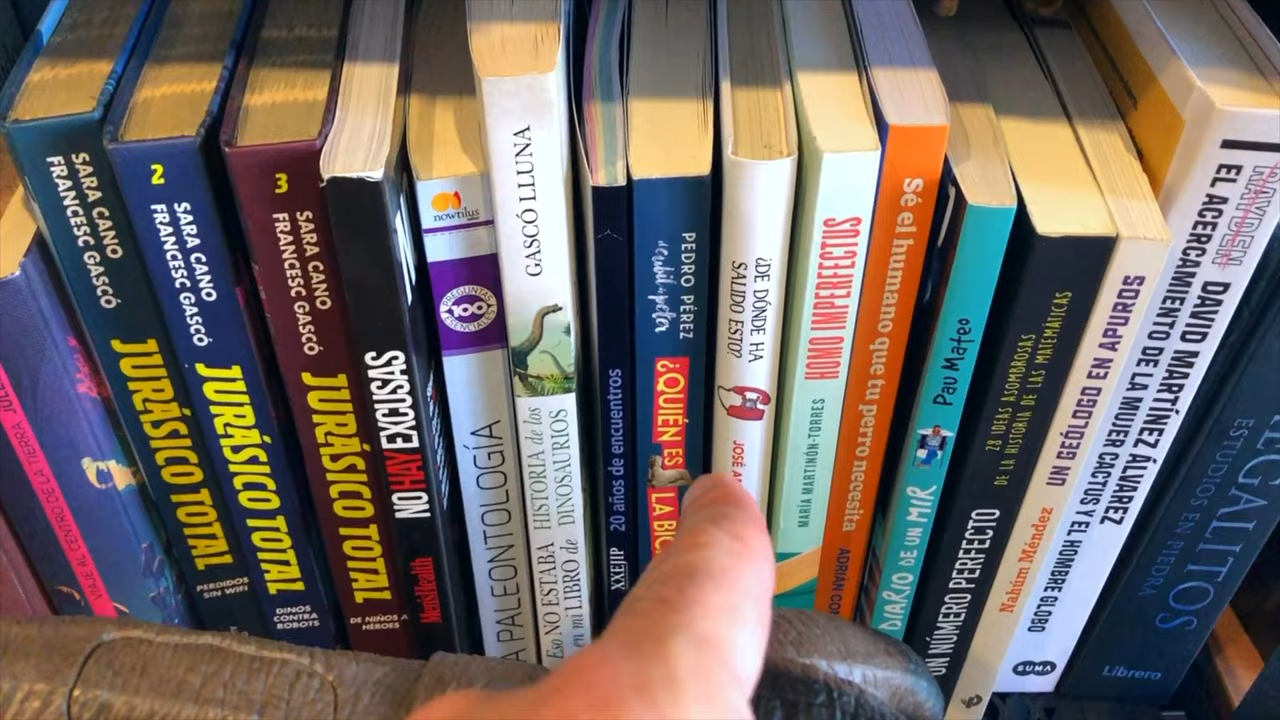 VIAJE AL CENTRO DE LA TIERRA
SARA CANO
FRANCESC GASCÓ
JURÁSICO TOTAL
PERDIDOS
SIN WIFI
2
SARA CANO
FRANCESC GASCÓ
JURÁSICO TOTAL
DINOS
CONTRA
ROBOTS
3
SARA CANO
FRANCESC GASCÓ
JURÁSICO TOTAL
DE NIÑOS A
HÉROES
NO HAY EXCUSAS
Men'sHealth
nowtilus
PREGUNTAS
100
ESENCIALES
A PALEONTOLOGÍA
GASCÓ LLUNA
Eso NO ESTABA
en mi LIBRO de
HISTORIA de los
DINOSAURIOS
XXEJIP
20 años de encuentros
PEDRO PÉREZ
¿QUIÉN ES
LA
¿DE DÓNDE HA
SALIDO ESTO?
JOSÉ
HOMO IMPERFECTUS
MARÍA MARTINÓN-TORRES
Sé el humano que tu perro necesita
ADRIÁN
DIARIO DE UN MIR
Pau Mateo
UN NÚMERO PERFECTO
28 IDEAS ASOMBROSAS
DE LA HISTORIA DE LAS MATEMÁTICAS
Nahúm Méndez
UN GEÓLOGO EN APUROS
DAVID MARTÍNEZ ÁLVAREZ
EL ACERCAMIENTO DE LA MUJER CACTUS Y EL HOMBRE GLOBO
SUMA
ESTUDIOS EN PIEDRA
Librero